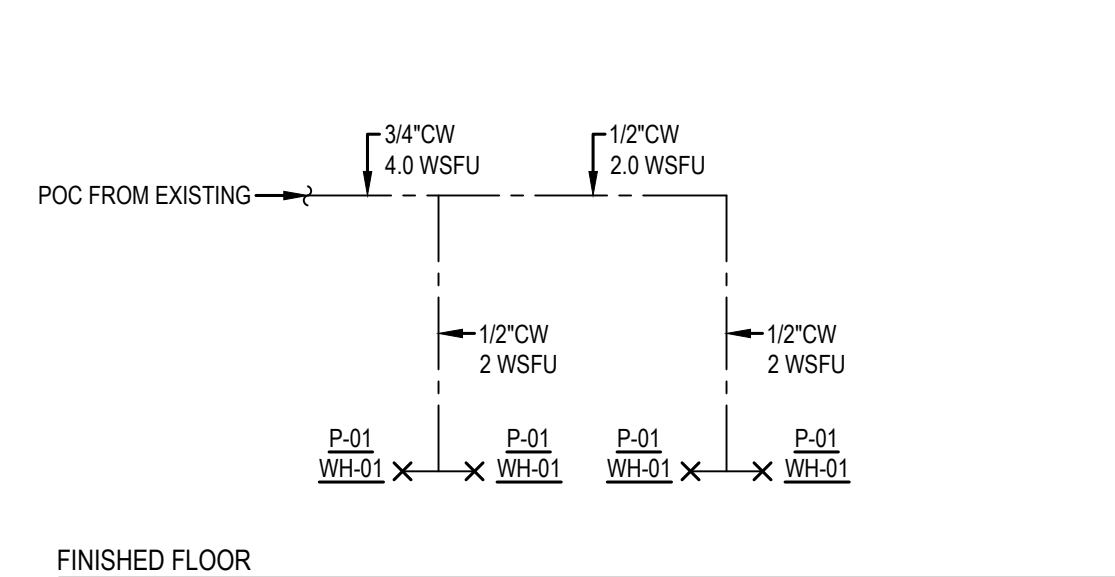 3/4"CW
4.0 WSFU
1/2"CW
2.0 WSFU
POC FROM EXISTING
1/2"CW
2 WSFU
1/2"CW
2 WSFU
P-01
WH-01
P-01
WH-01
P-01
WH-01
P-01
WH-01
FINISHED FLOOR